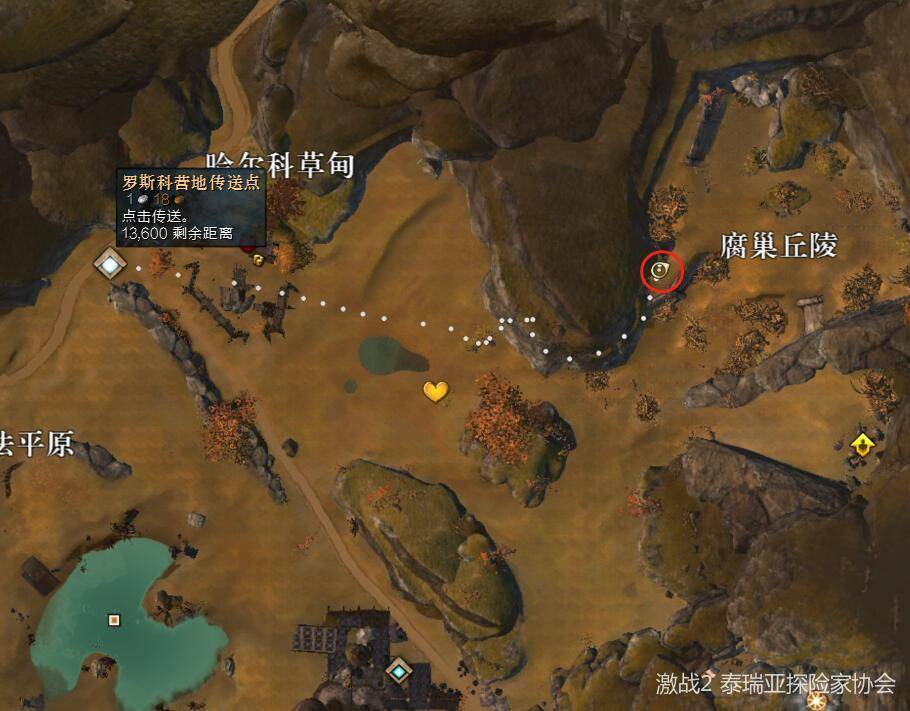 哈尔科草甸
罗斯科营地传送点
1 18
点击传送。
13,600 剩余距离
腐巢丘陵
法平原
激战2 泰瑞亚探险家协会